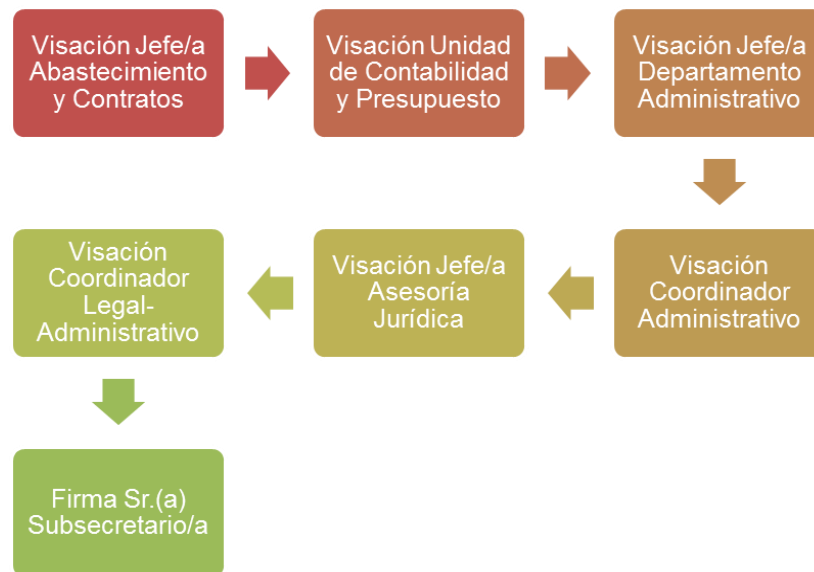 Visación Jefe/a
Abastecimiento
y Contratos
Visación Unidad
de Contabilidad
y Presupuesto
Visación Jefe/a
Departamento
Administrativo
Visación
Coordinador
Administrativo
Visación Jefe/a
Asesoría
Jurídica
Visación
Coordinador
Legal-
Administrativo
Firma Sr.(a)
Subsecretario/a